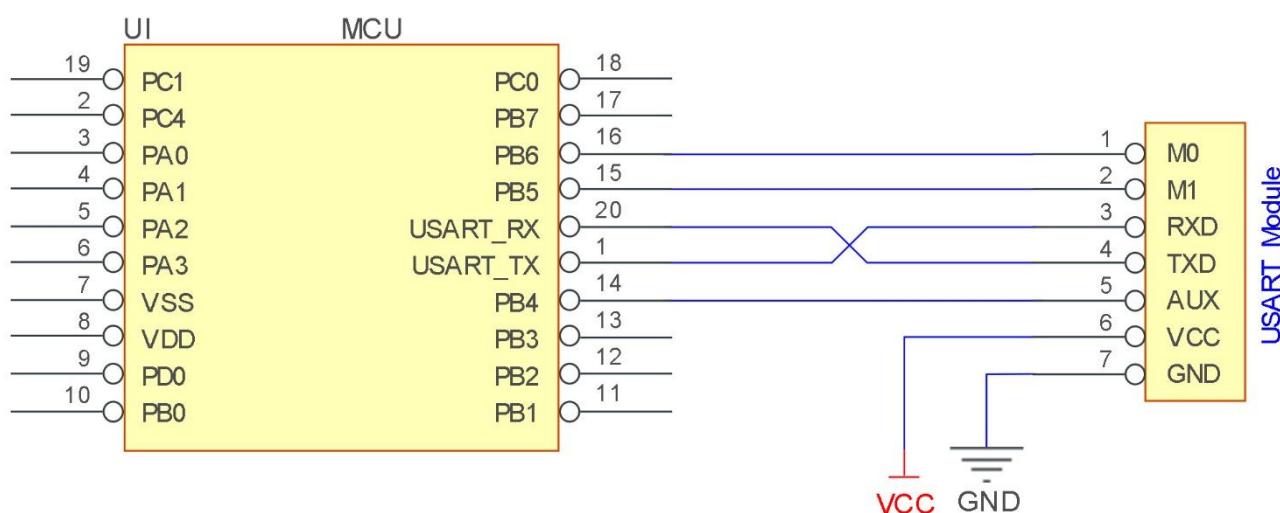 UI MCU
19 PC1 PC0 18
2 PC4 PB7 17
3 PA0 PB6 16 1 M0
4 PA1 PB5 15 2 M1
5 PA2 USART_RX 20 3 RXD
6 PA3 USART_TX 1 4 TXD
7 VSS PB4 14 5 AUX
8 VDD PB3 13 6 VCC
9 PD0 PB2 12 7 GND
10 PB0 PB1 11
USART_Module
VCC GND